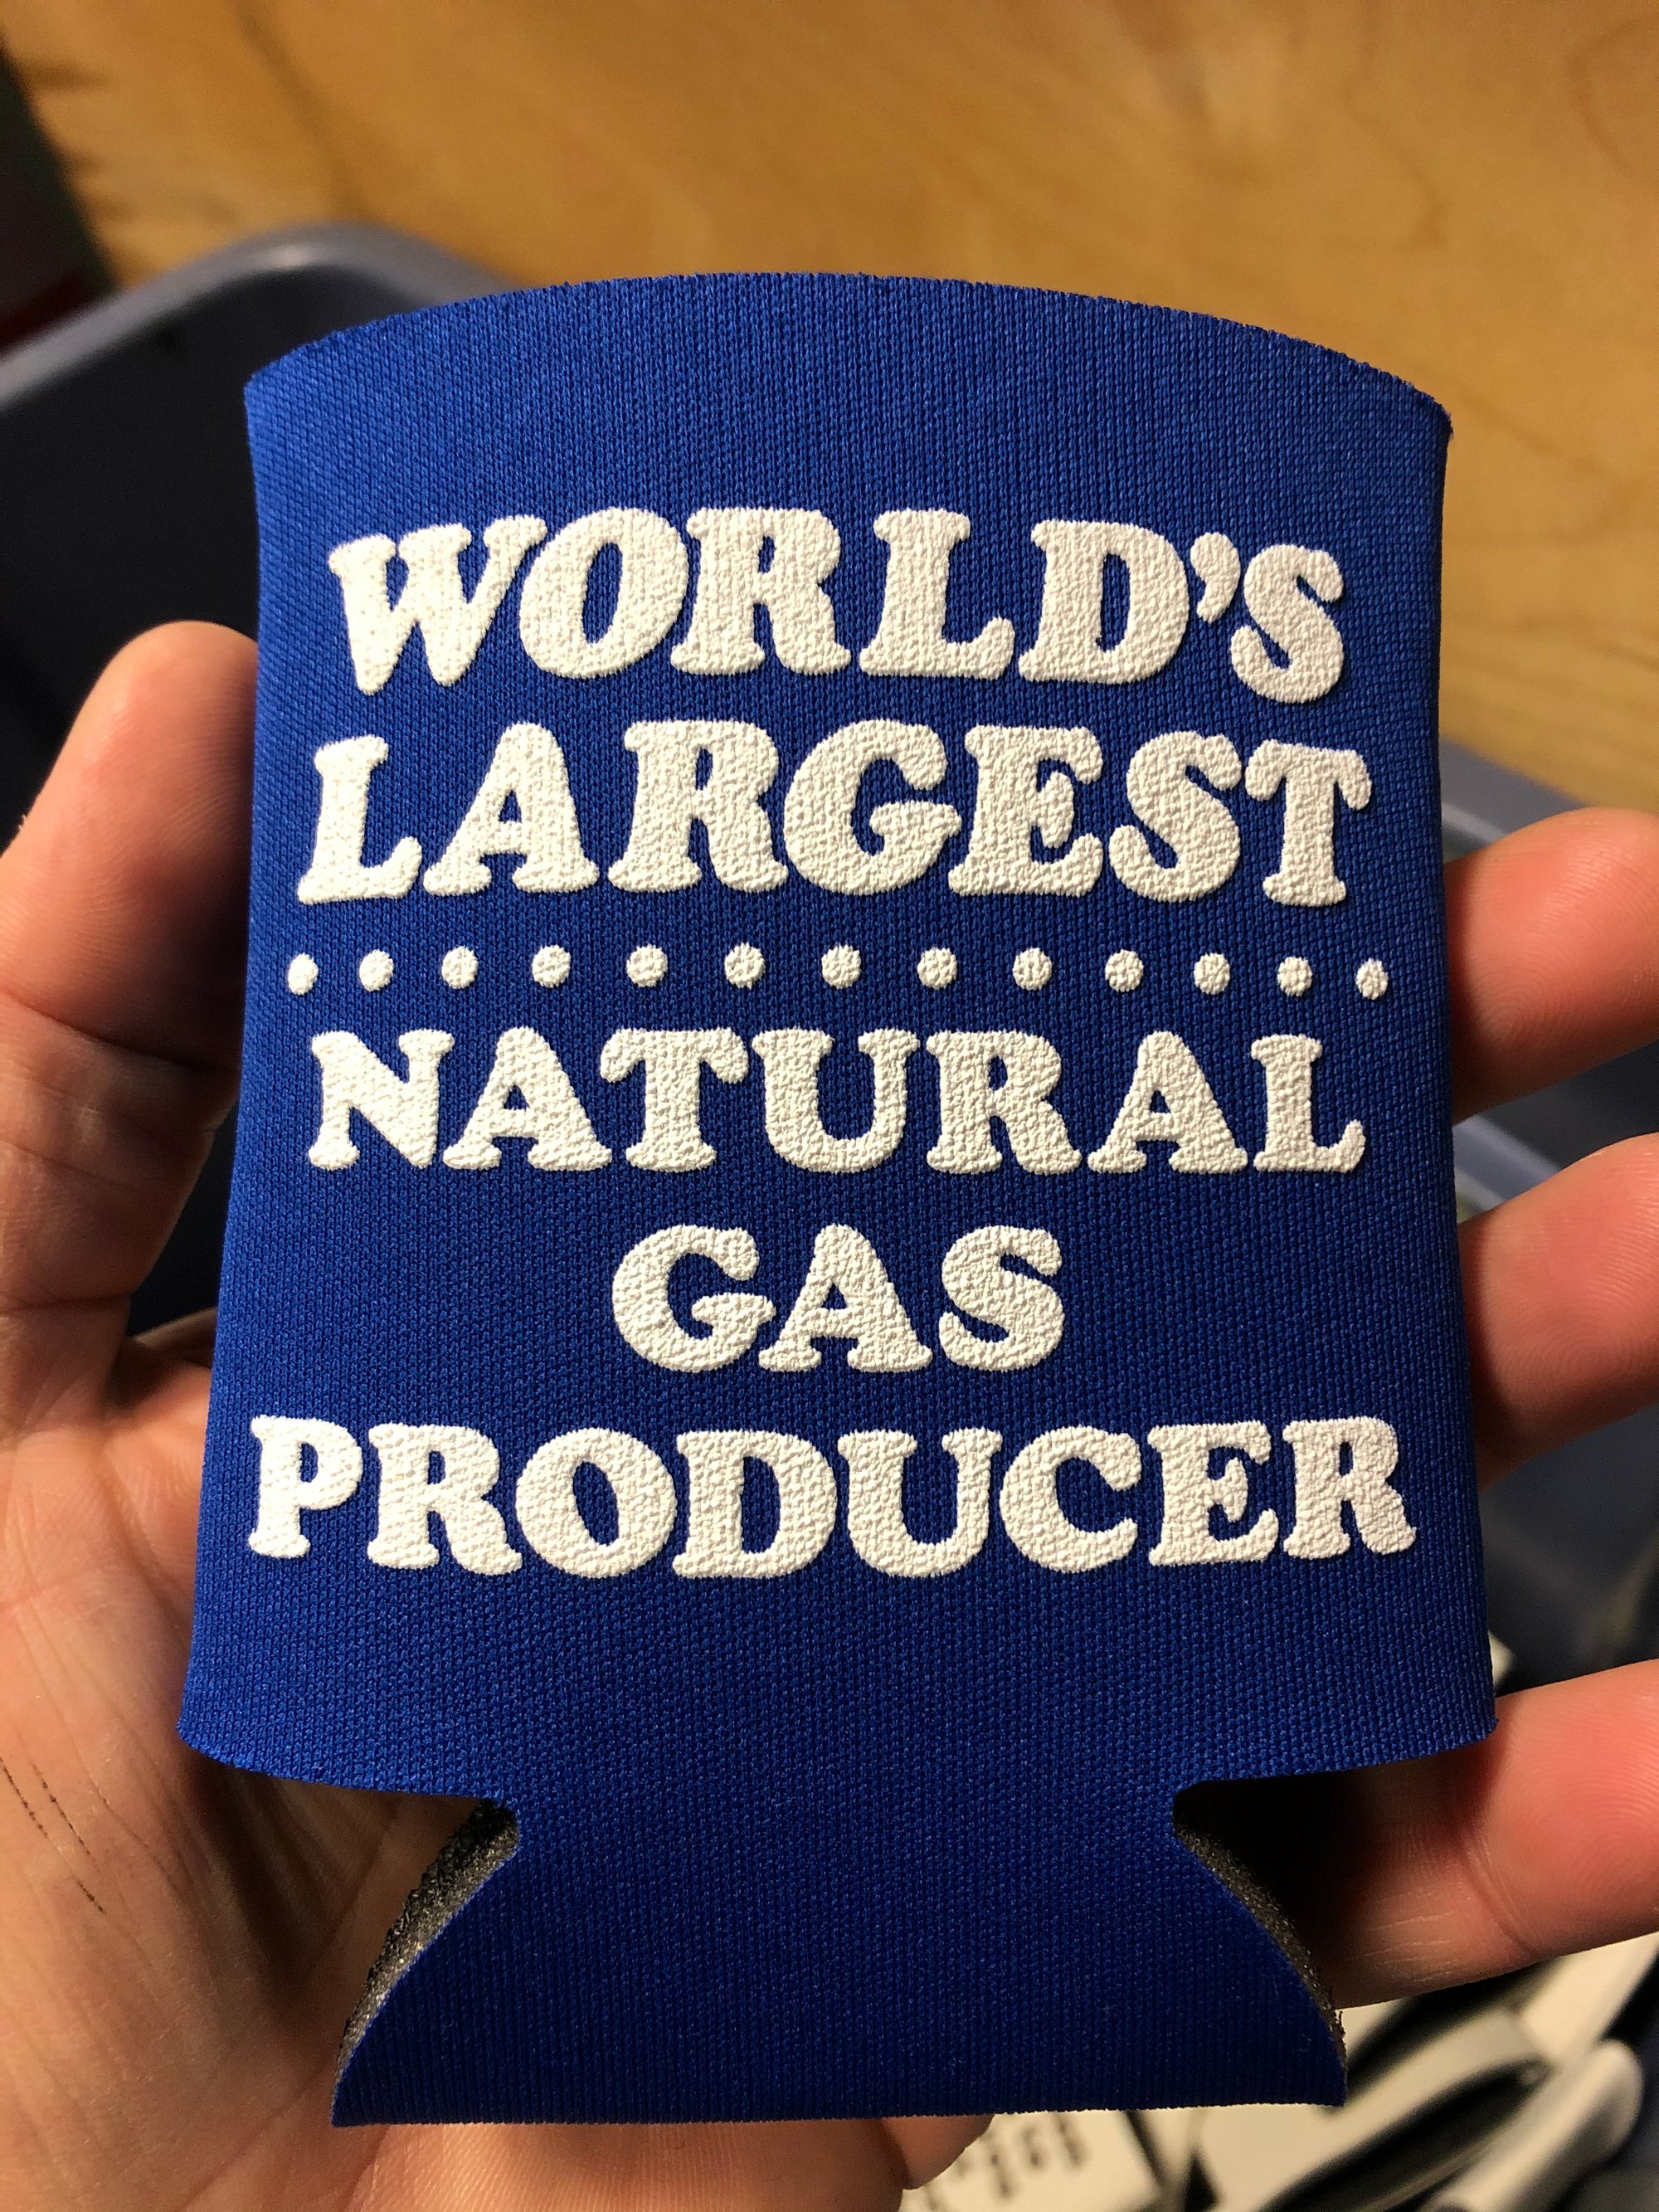 WORLD'S
LARGEST
NATURAL
GAS
PRODUCER